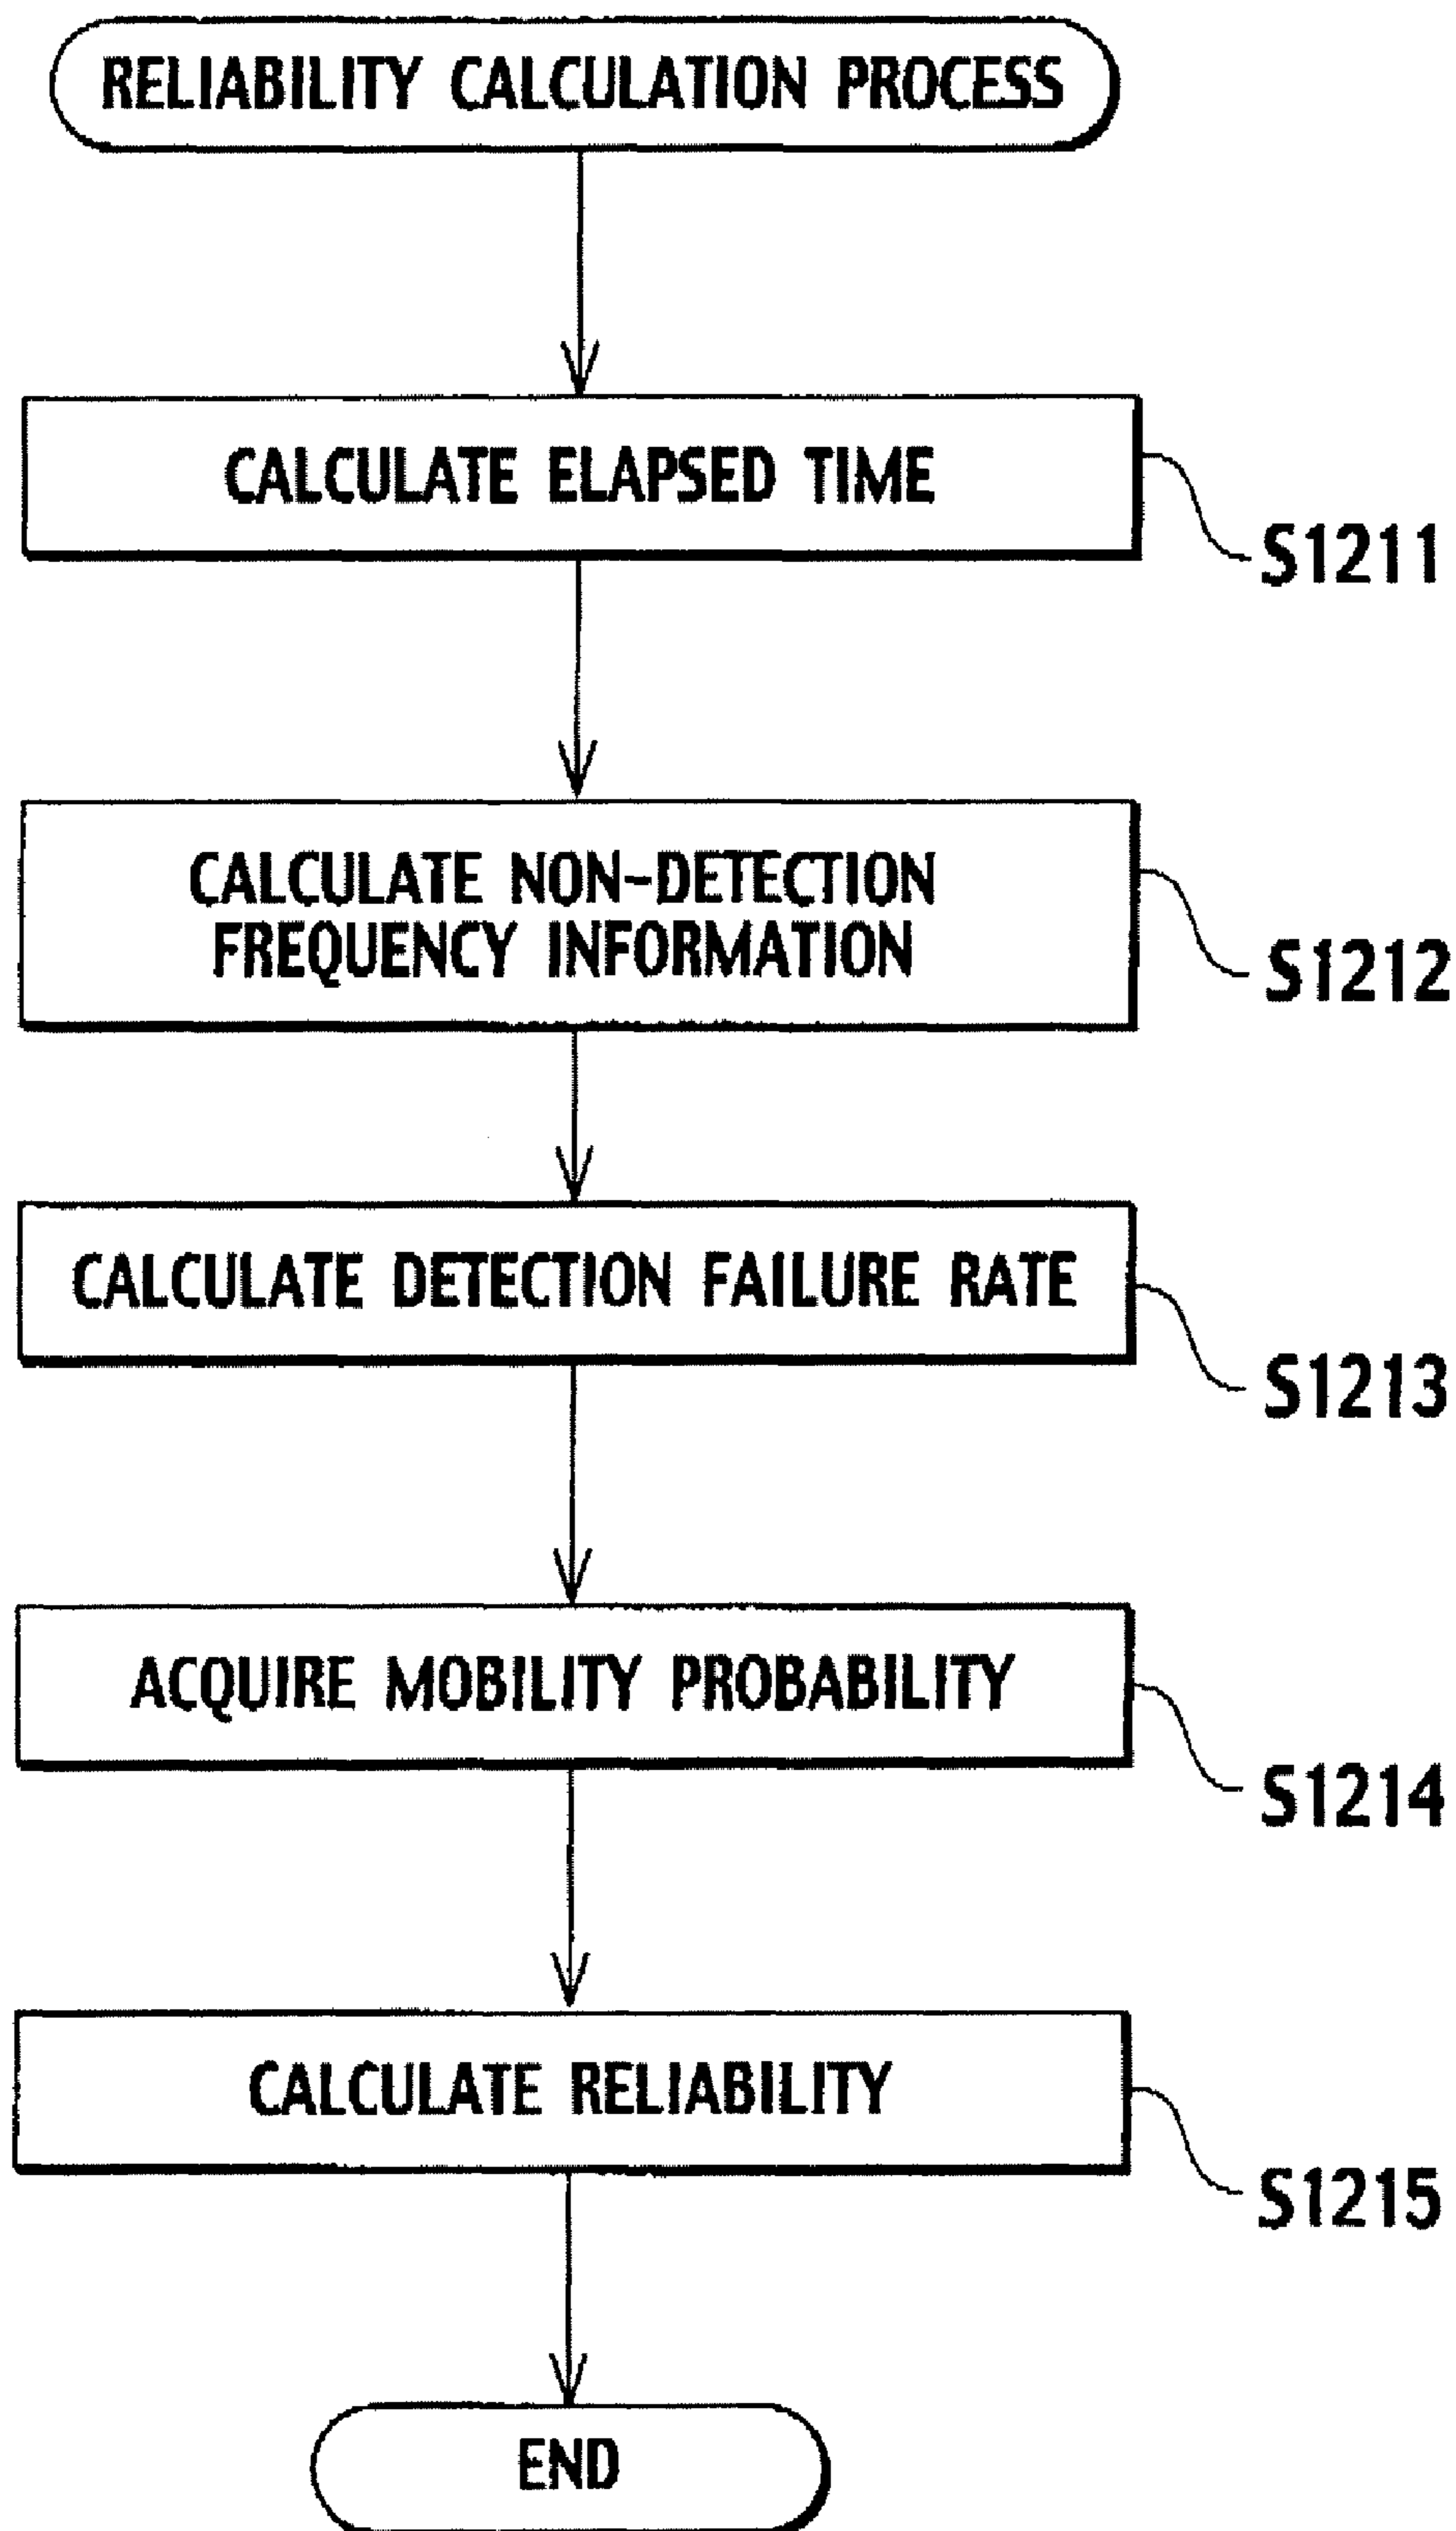 RELIABILITY CALCULATION PROCESS
CALCULATE ELAPSED TIME
S1211
CALCULATE NON-DETECTION
FREQUENCY INFORMATION
S1212
CALCULATE DETECTION FAILURE RATE
S1213
ACQUIRE MOBILITY PROBABILITY
S1214
CALCULATE RELIABILITY
S1215
END